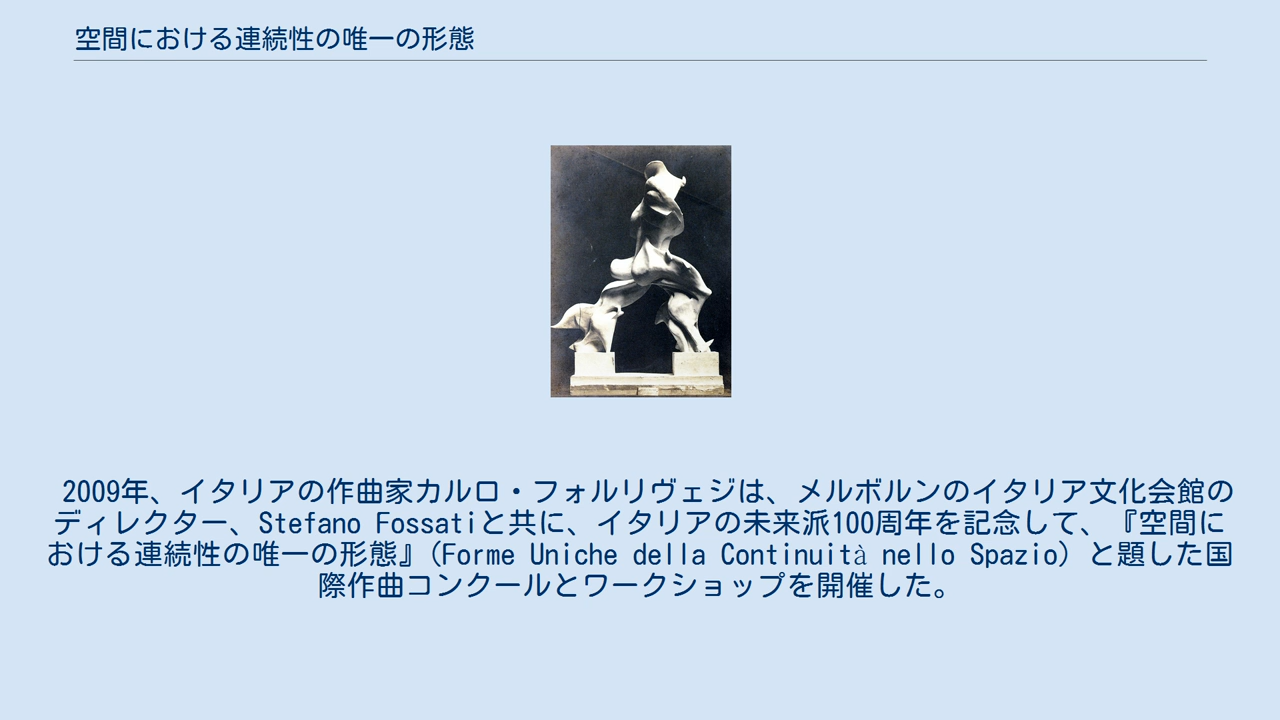 空間における連続性の唯一の形態
2009年、イタリアの作曲家カルロ・フォルリヴェジは、メルボルンのイタリア文化会館の
ディレクター、Stefano Fossatiと共に、イタリアの未来派100周年を記念して、『空間に
おける連続性の唯一の形態』(Forme Uniche della Continuità nello Spazio) と題した国
際作曲コンクールとワークショップを開催した。